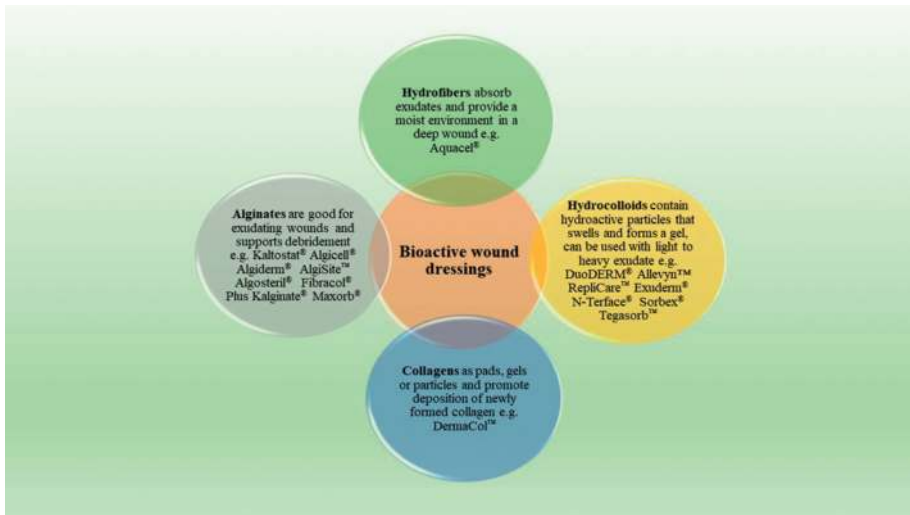 Hydrofibers absorb
exudates and provide a
moist environment in a
deep wound e.g.
Aquacel®
Alginates are good for
exudating wounds and
supports debridement
e.g. Kaltostat® Algicell®
Algiderm® AlgiSite™
Algosteril® Fibracol®
Plus Kalginate® Maxorb®
Bioactive wound
dressings
Hydrocolloids contain
hydroactive particles that
swells and forms a gel,
can be used with light to
heavy exudate e.g.
DuoDERM® Allevyn™
RepliCare™ Exuderm®
N-Terface® Sorbex®
Tegasorb™
Collagens as pads, gels
or particles and promote
deposition of newly
formed collagen e.g.
DermaCol™